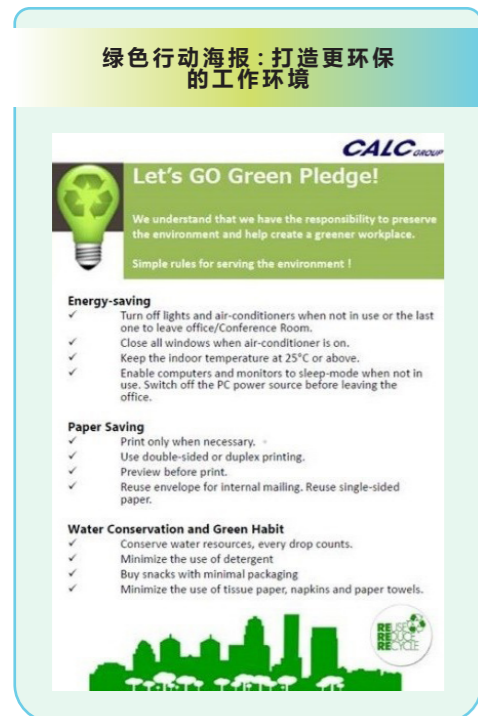 绿色行动海报：打造更环保
的工作环境
CALC GROUP
Let's GO Green Pledge!
We understand that we have the responsibility to preserve
the environment and help create a greener workplace.
Simple rules for serving the environment !
Energy-saving
✓ Turn off lights and air-conditioners when not in use or the last
one to leave office/Conference Room.
✓ Close all windows when air-conditioner is on.
✓ Keep the indoor temperature at 25°C or above.
✓ Enable computers and monitors to sleep-mode when not in
use. Switch off the PC power source before leaving the
office.
Paper Saving
✓ Print only when necessary.
✓ Use double-sided or duplex printing.
✓ Preview before print.
✓ Reuse envelope for internal mailing. Reuse single-sided
paper.
Water Conservation and Green Habit
✓ Conserve water resources, every drop counts.
✓ Minimize the use of detergent
✓ Buy snacks with minimal packaging
✓ Minimize the use of tissue paper, napkins and paper towels.
REUSE
REDUCE
RECYCLE